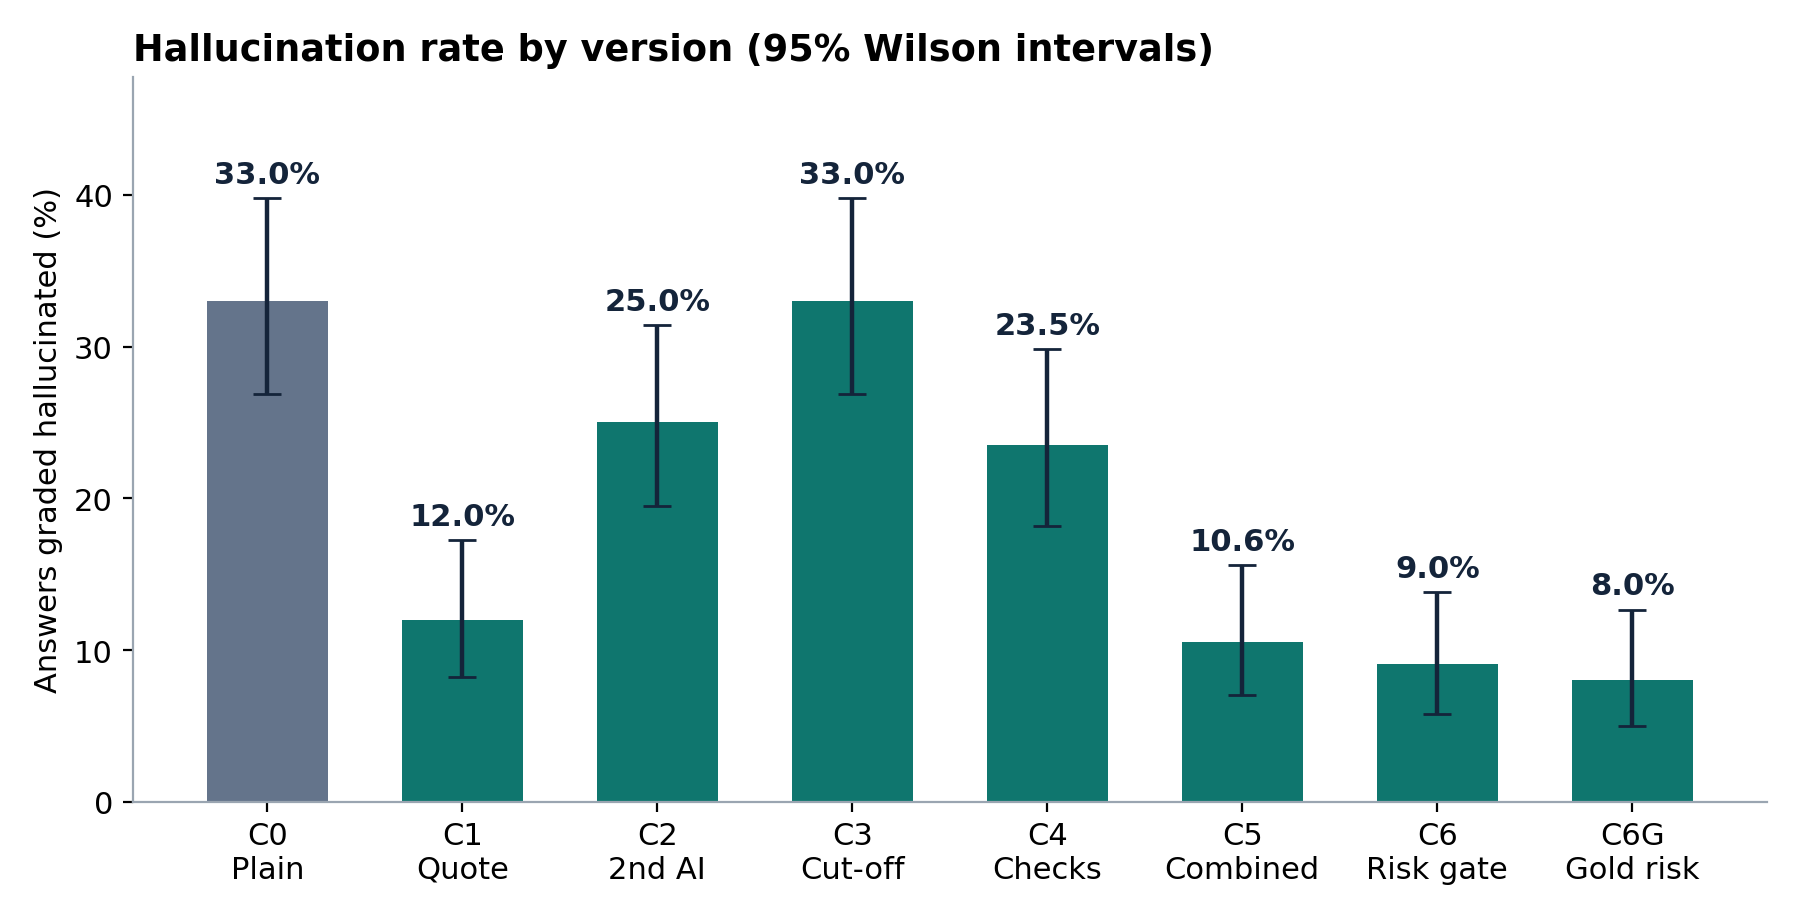 Hallucination rate by version (95% Wilson intervals)
Answers graded hallucinated (%)
40
30
20
10
0
33.0%
12.0%
25.0%
33.0%
23.5%
10.6%
9.0%
8.0%
C0
Plain
C1
Quote
C2
2nd AI
C3
Cut-off
C4
Checks
C5
Combined
C6
Risk gate
C6G
Gold risk